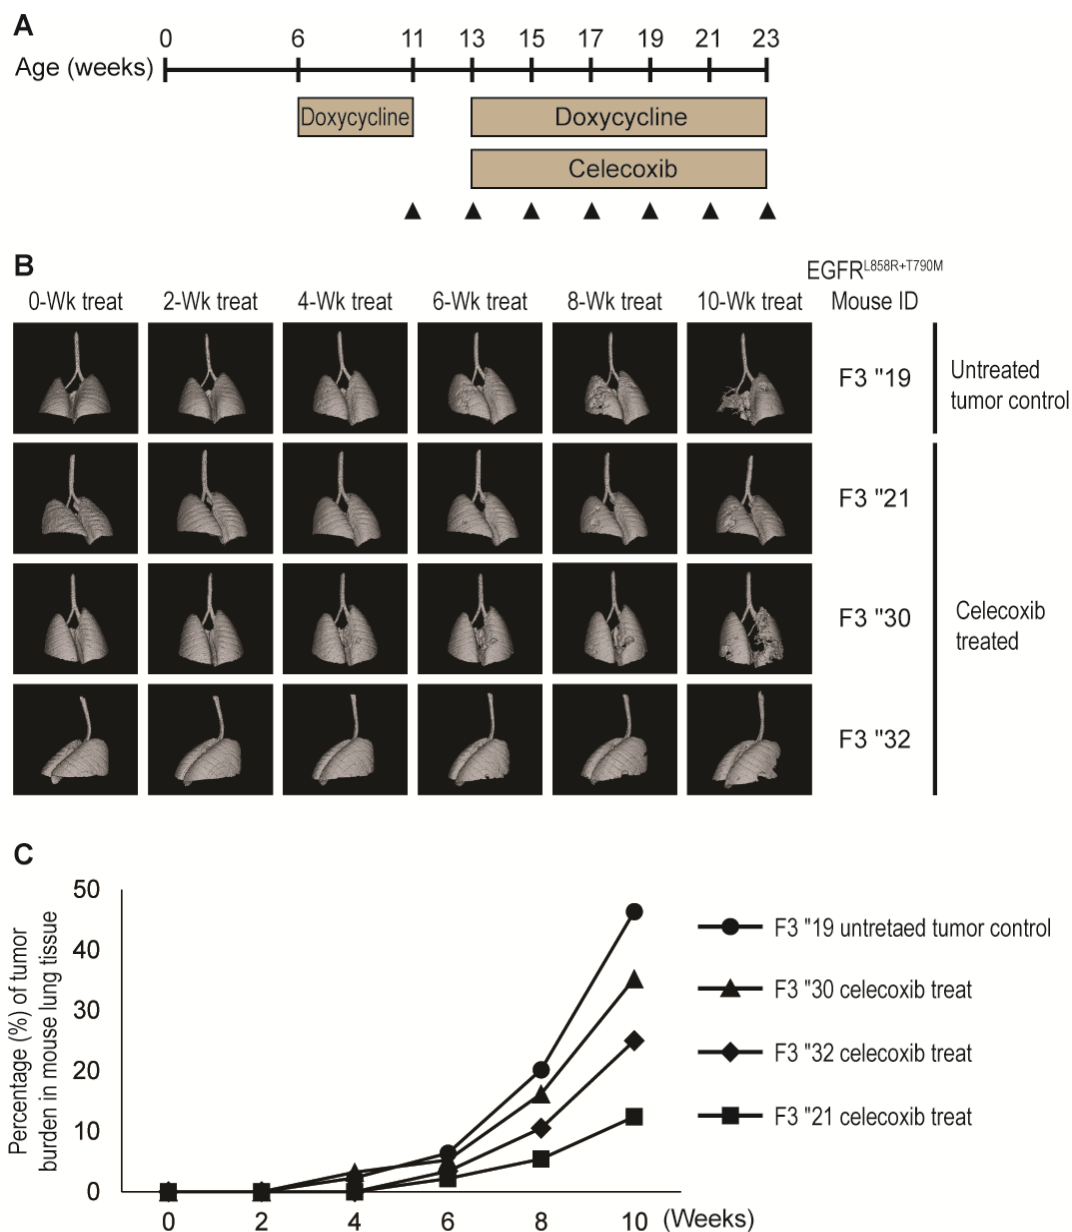 A
0 6 11 13 15 17 19 21 23
Age (weeks)
Doxycycline Doxycycline
Celecoxib
B
EGFRL858R+T790M
0-Wk treat 2-Wk treat 4-Wk treat 6-Wk treat 8-Wk treat 10-Wk treat Mouse ID
F3 "19
Untreated
tumor control
F3 "21
F3 "30
Celecoxib
treated
F3 "32
C
Percentage (%) of tumor
burden in mouse lung tissue
50
40
30
20
10
0
0 2 4 6 8 10 (Weeks)
F3 "19 untretaed tumor control
F3 "30 celecoxib treat
F3 "32 celecoxib treat
F3 "21 celecoxib treat